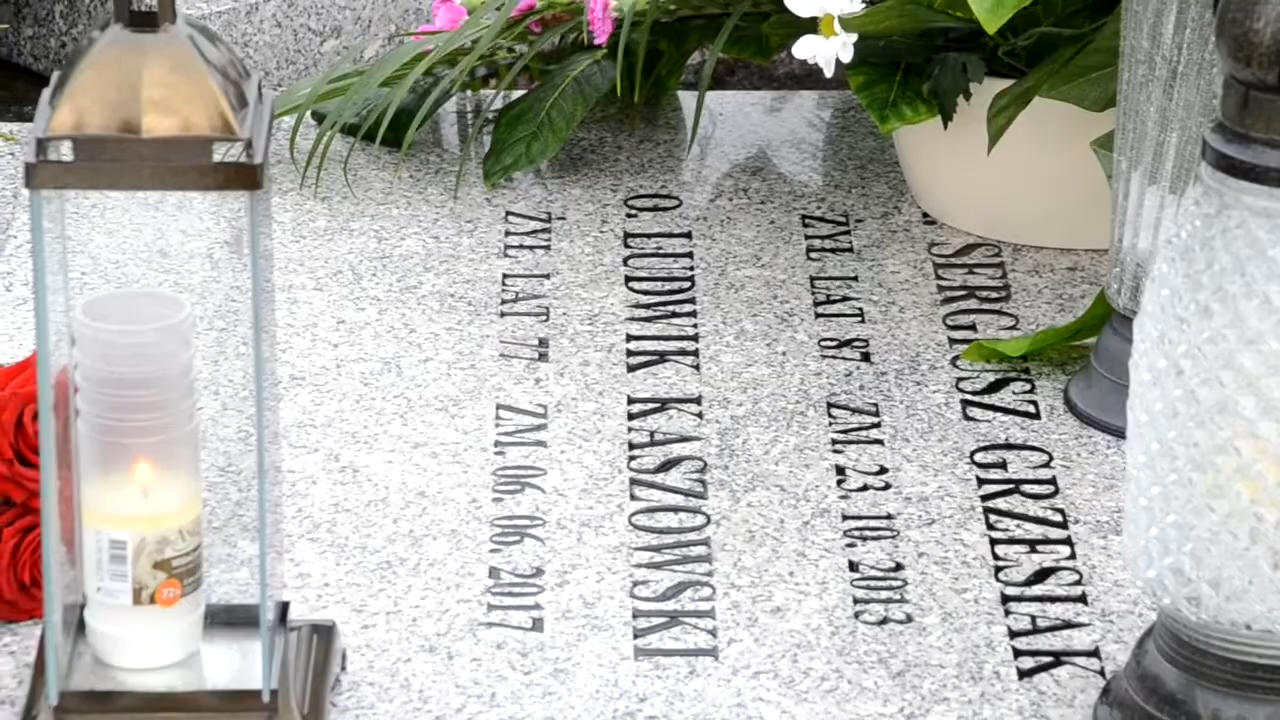 . SERGIUSZ GRZESIAK
ŻYŁ LAT 87 ZM. 23. 10. 2013
O. LUDWIK KASZOWSKI
ŻYŁ LAT 77 ZM. 06. 06. 2017